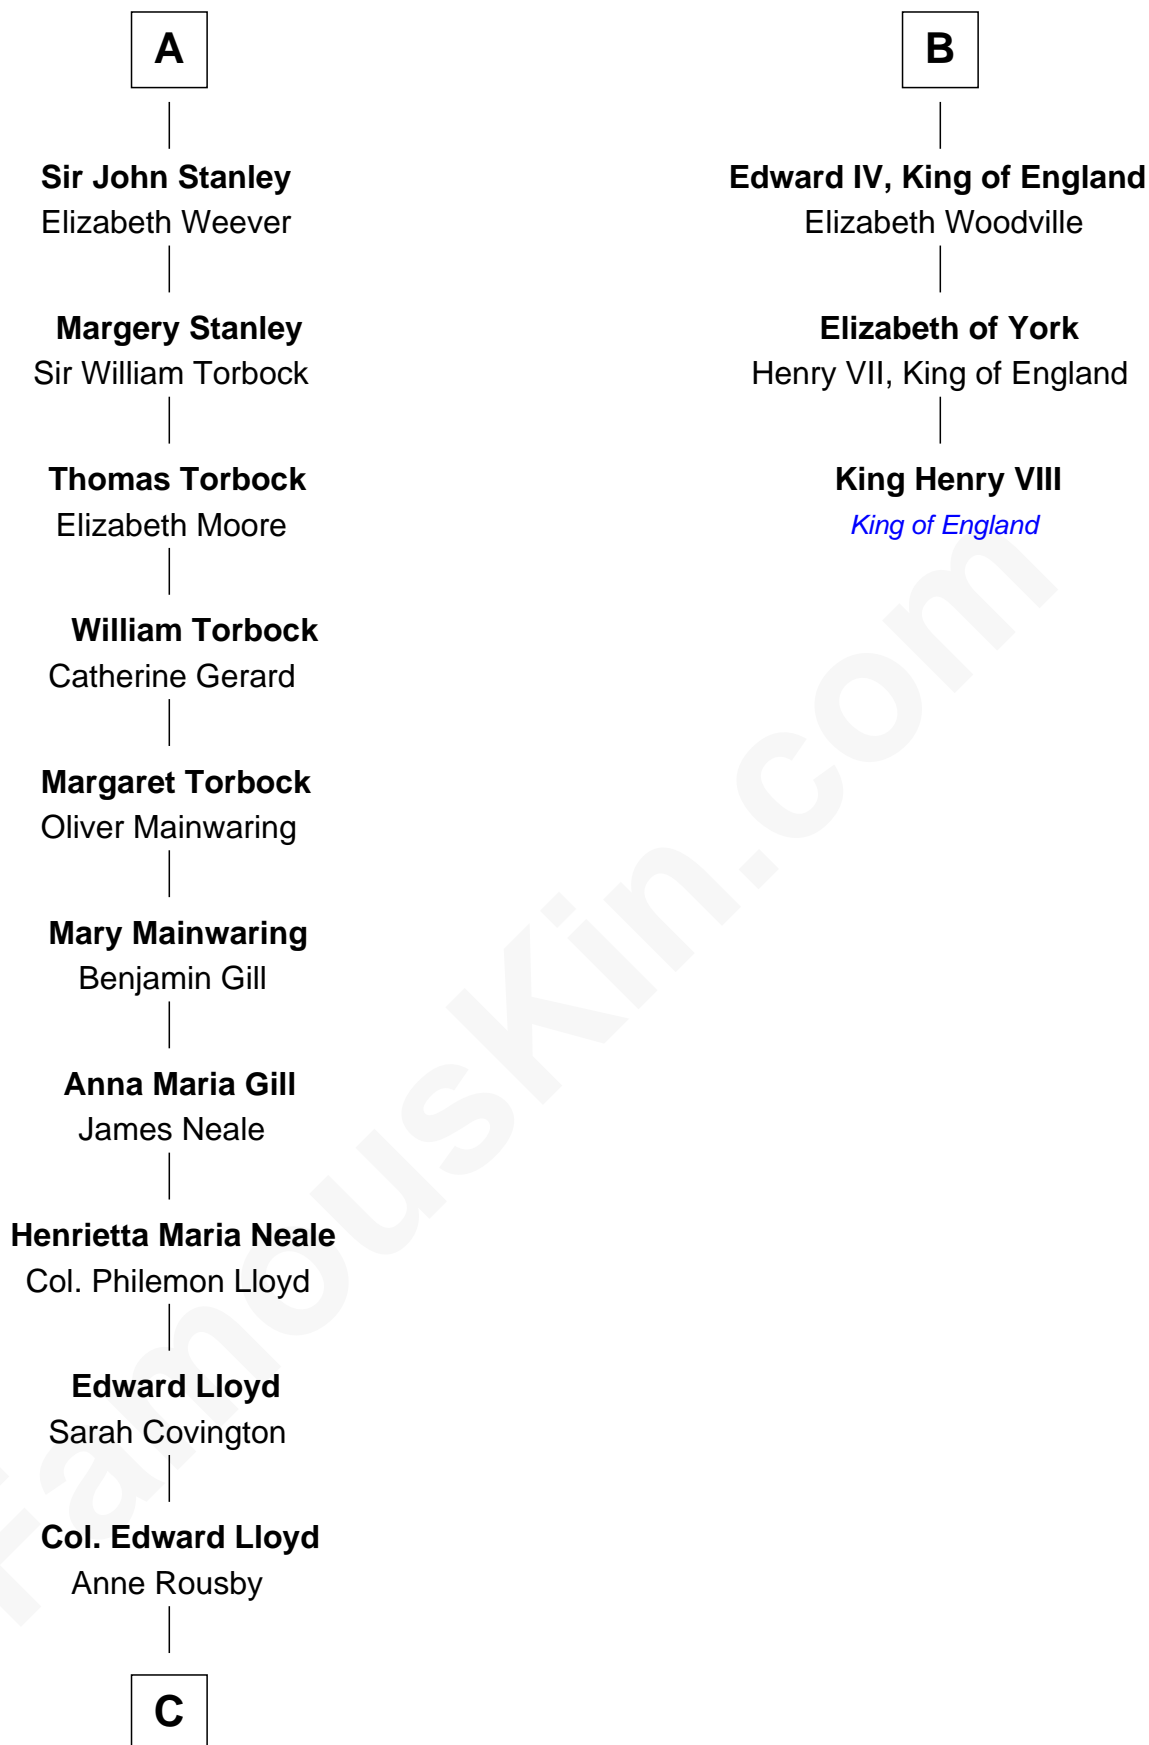 A
Sir John Stanley
Elizabeth Weever
Margery Stanley
Sir William Torbock
Thomas Torbock
Elizabeth Moore
William Torbock
Catherine Gerard
Margaret Torbock
Oliver Mainwaring
Mary Mainwaring
Benjamin Gill
Anna Maria Gill
James Neale
Henrietta Maria Neale
Col. Philemon Lloyd
Edward Lloyd
Sarah Covington
Col. Edward Lloyd
Anne Rousby
C
B
Edward IV, King of England
Elizabeth Woodville
Elizabeth of York
Henry VII, King of England
King Henry VIII
King of England
FamousKin.com